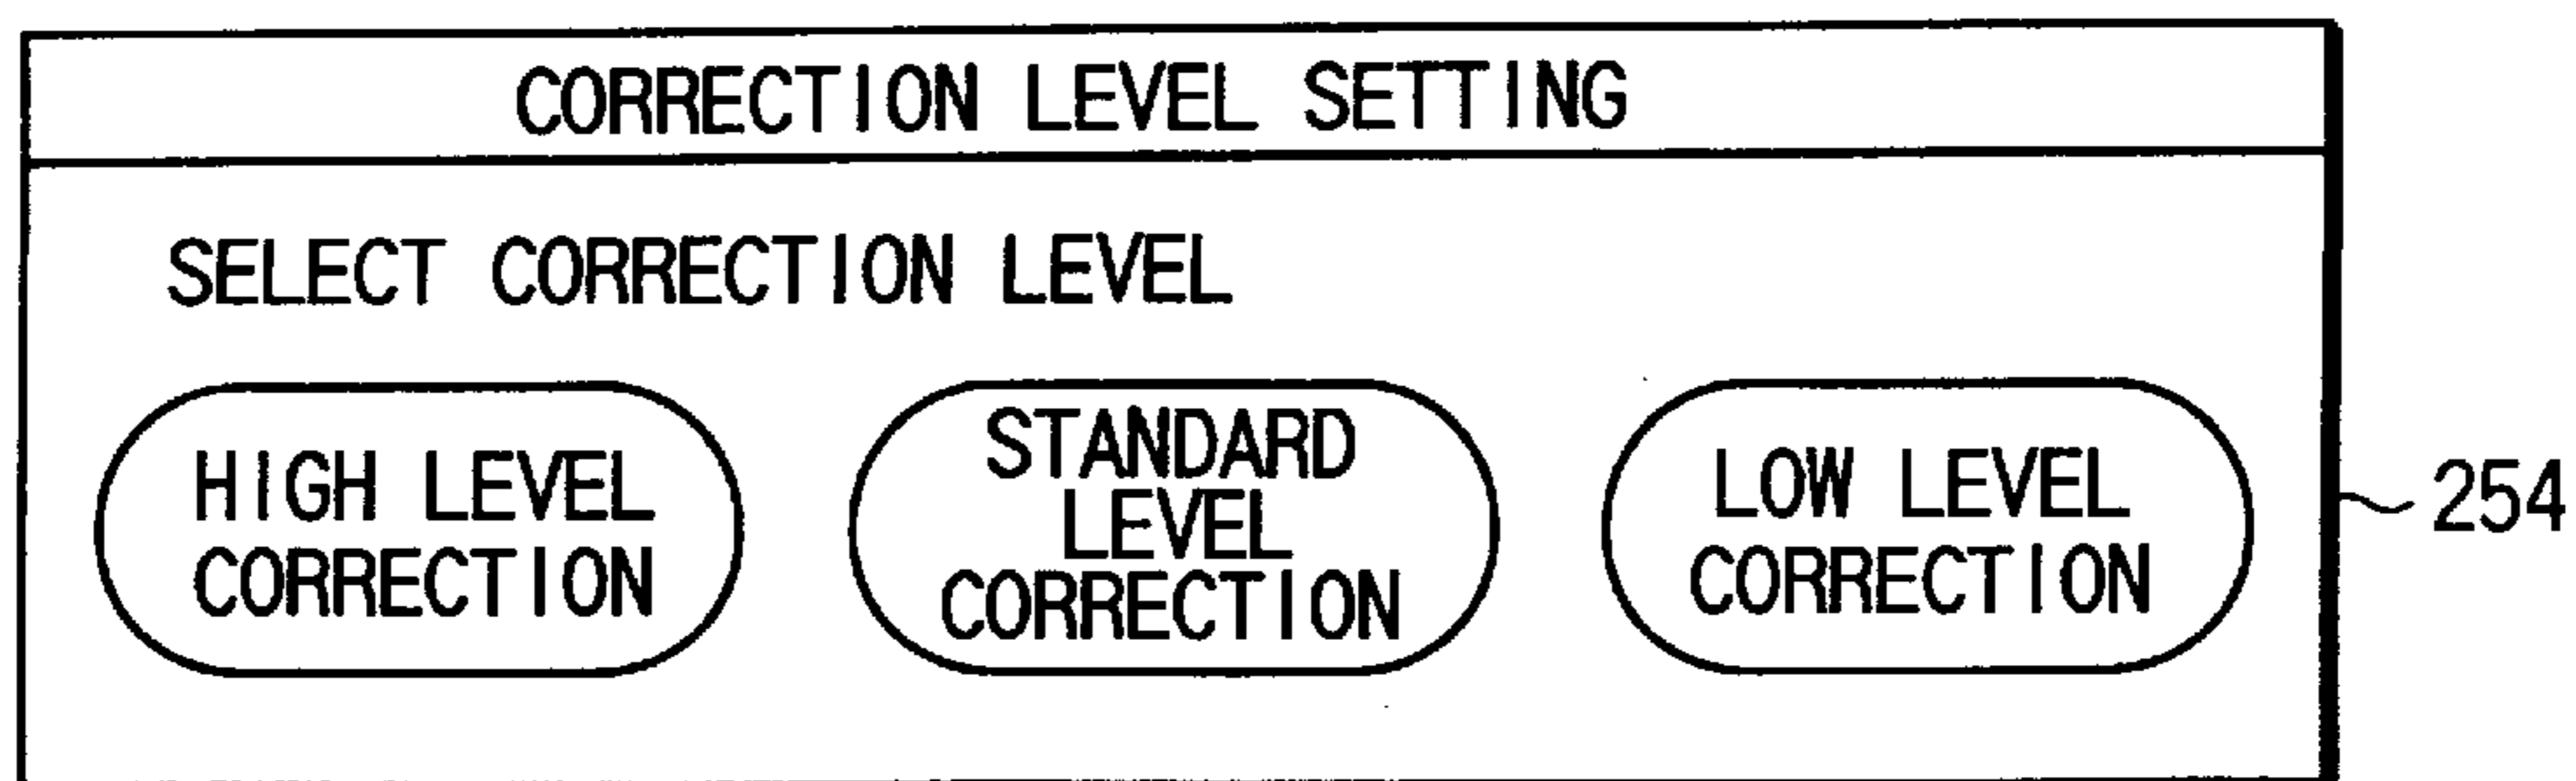 CORRECTION LEVEL SETTING
SELECT CORRECTION LEVEL
HIGH LEVEL
CORRECTION
STANDARD
LEVEL
CORRECTION
LOW LEVEL
CORRECTION
254